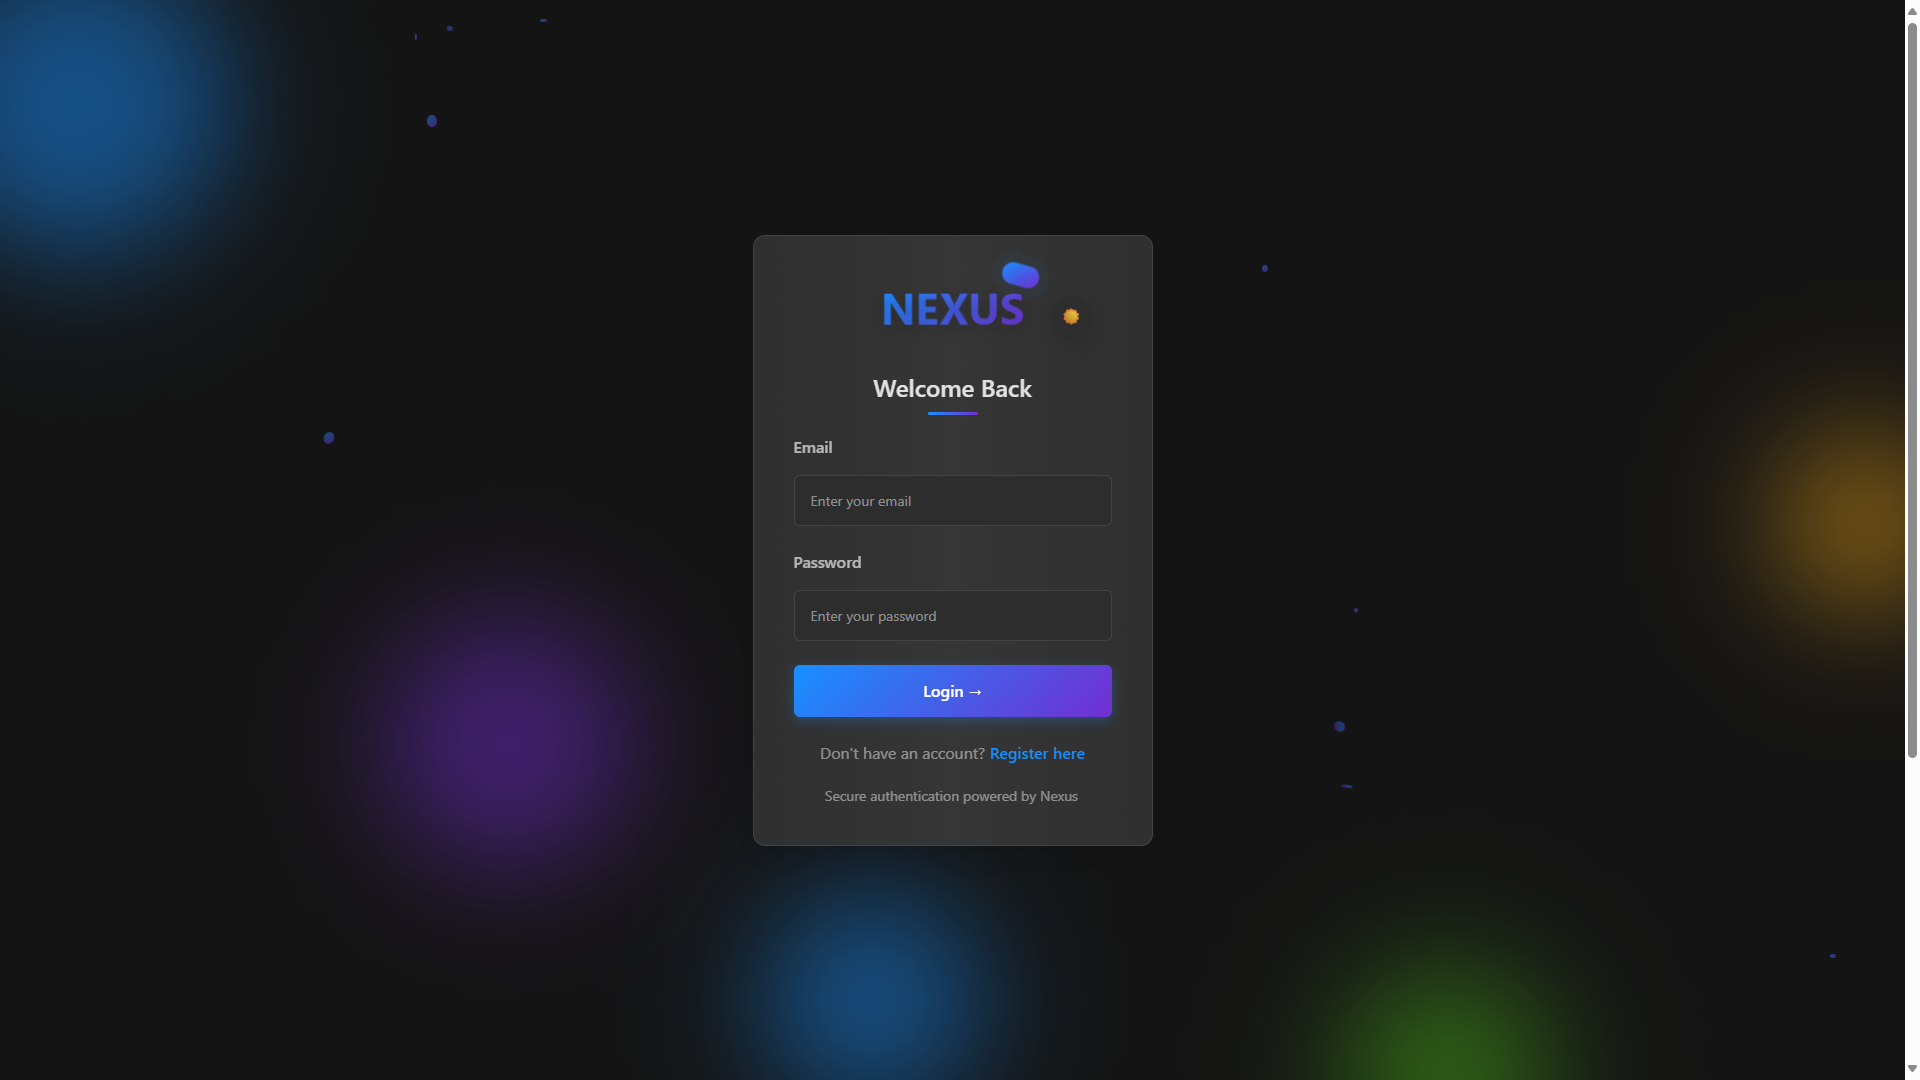 NEXUS
Welcome Back
Email
Enter your email
Password
Enter your password
Login →
Don't have an account? Register here
Secure authentication powered by Nexus